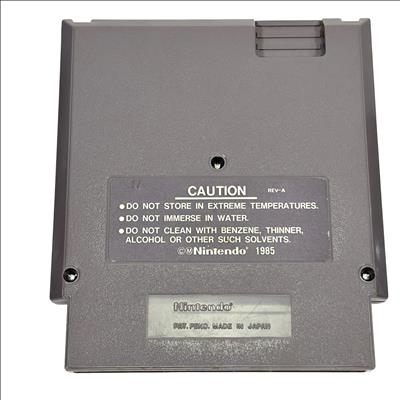 CAUTION REV-A
• DO NOT STORE IN EXTREME TEMPERATURES.
• DO NOT IMMERSE IN WATER.
• DO NOT CLEAN WITH BENZENE, THINNER,
ALCOHOL OR OTHER SUCH SOLVENTS.
©Ⓜ Nintendo® 1985
Nintendo®
PAT. PEND. MADE IN JAPAN